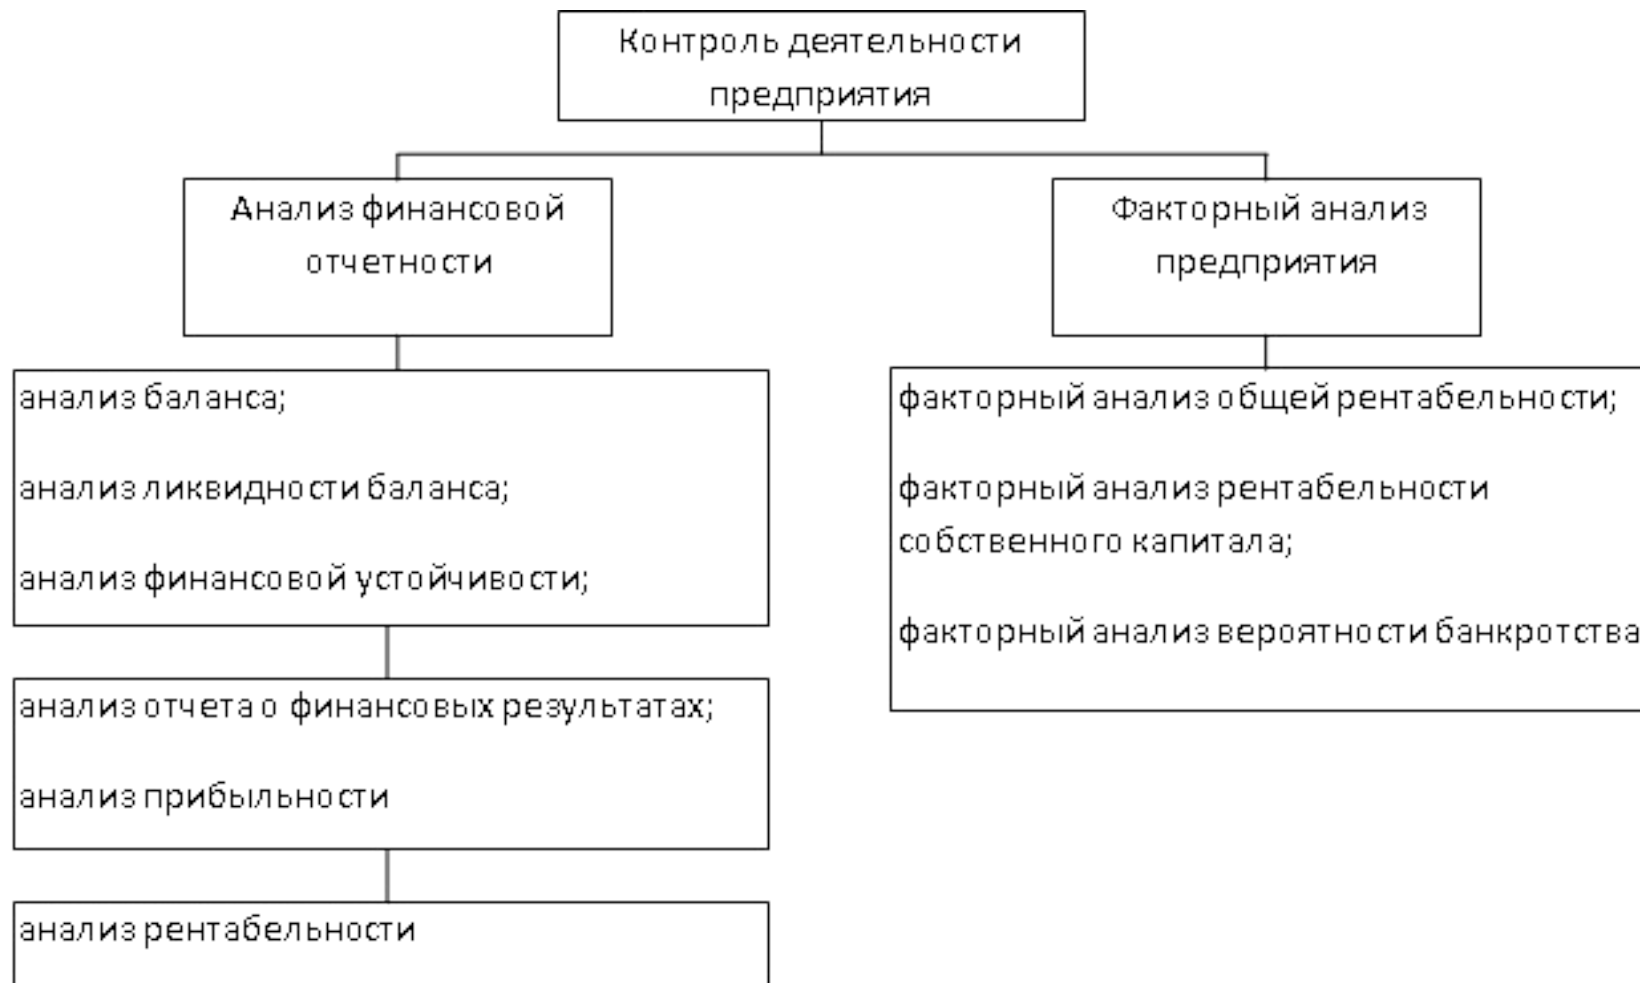 Контроль деятельности
предприятия
Анализ финансовой
отчетности
Факторный анализ
предприятия
анализ баланса;
анализ ликвидности баланса;
анализ финансовой устойчивости;
анализ отчета о финансовых результатах;
анализ прибыльности
анализ рентабельности
факторный анализ общей рентабельности;
факторный анализ рентабельности
собственного капитала;
факторный анализ вероятности банкротства